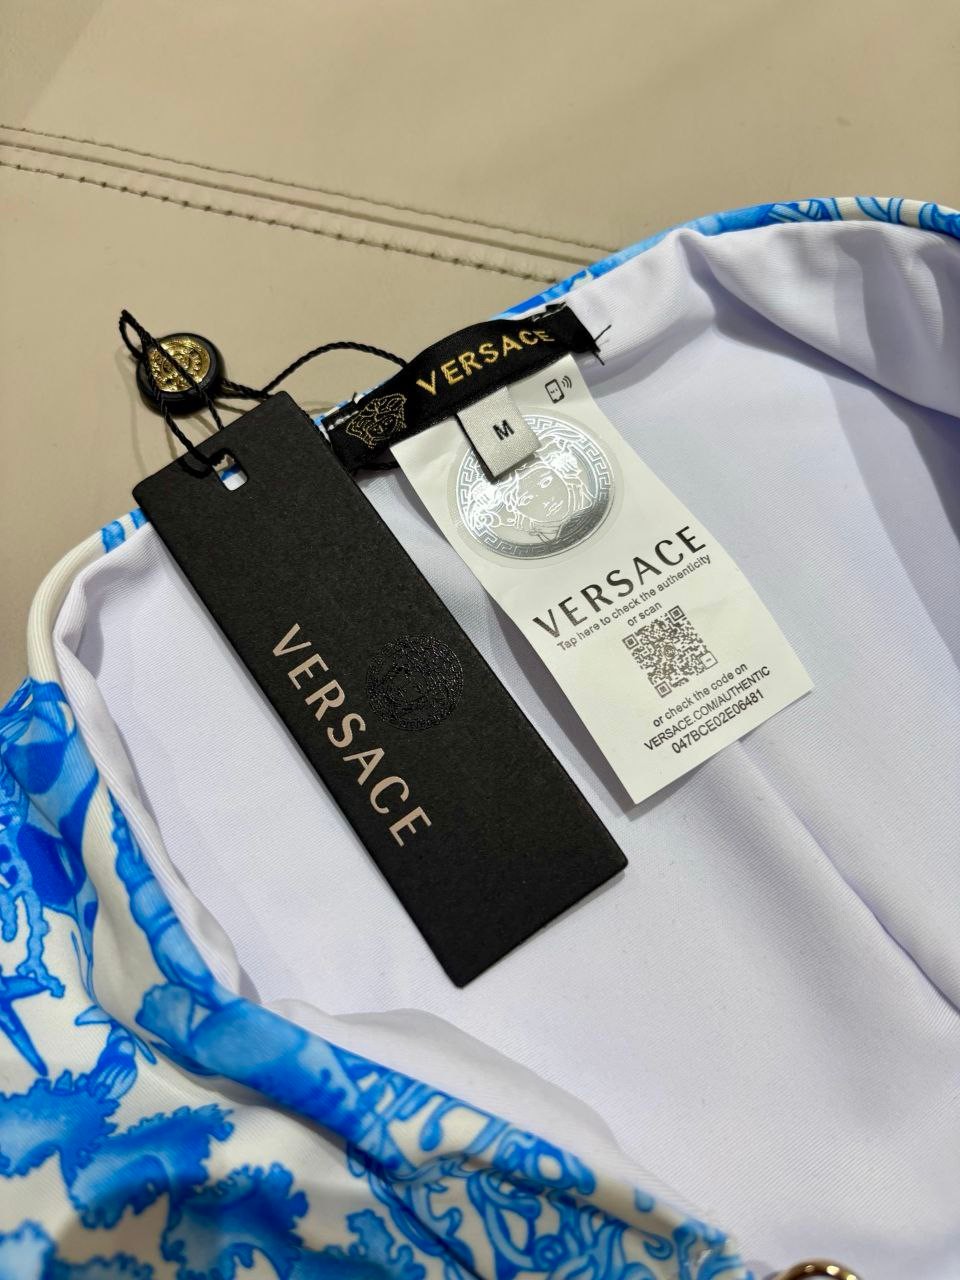 VERSACE
M
VERSACE
Tap here to check the authenticity
or scan
or check the code on
VERSACE.COM/AUTHENTIC
047BCE02E06481
VERSACE